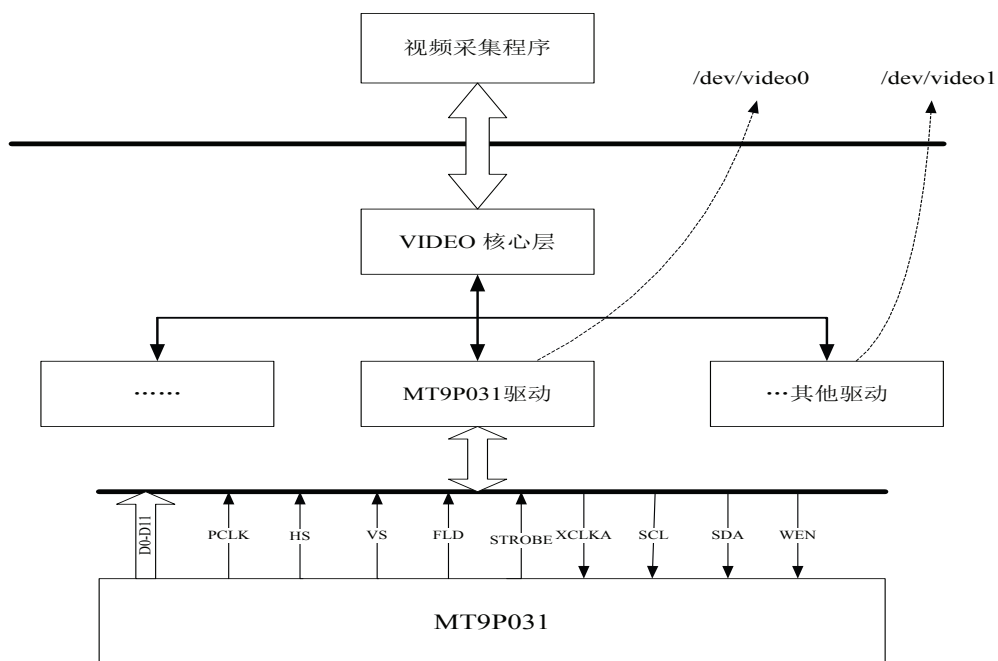 视频采集程序
/dev/video0
/dev/video1
VIDEO 核心层
……
MT9P031驱动
…其他驱动
D0-D11
PCLK
HS
VS
FLD
STROBE
XCLKA
SCL
SDA
WEN
MT9P031